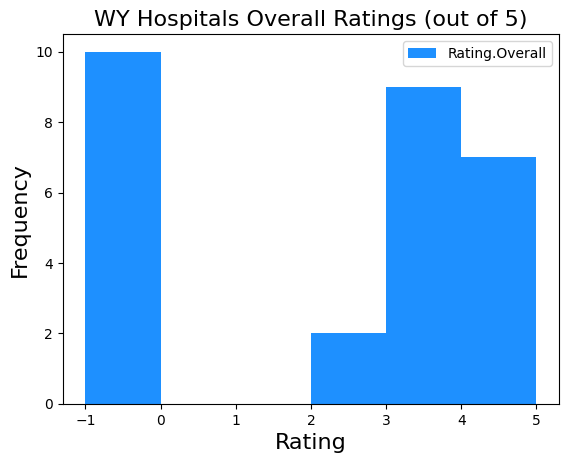 WY Hospitals Overall Ratings (out of 5)
Rating.Overall
10
8
6
4
2
0
Frequency
−1 0 1 2 3 4 5
Rating